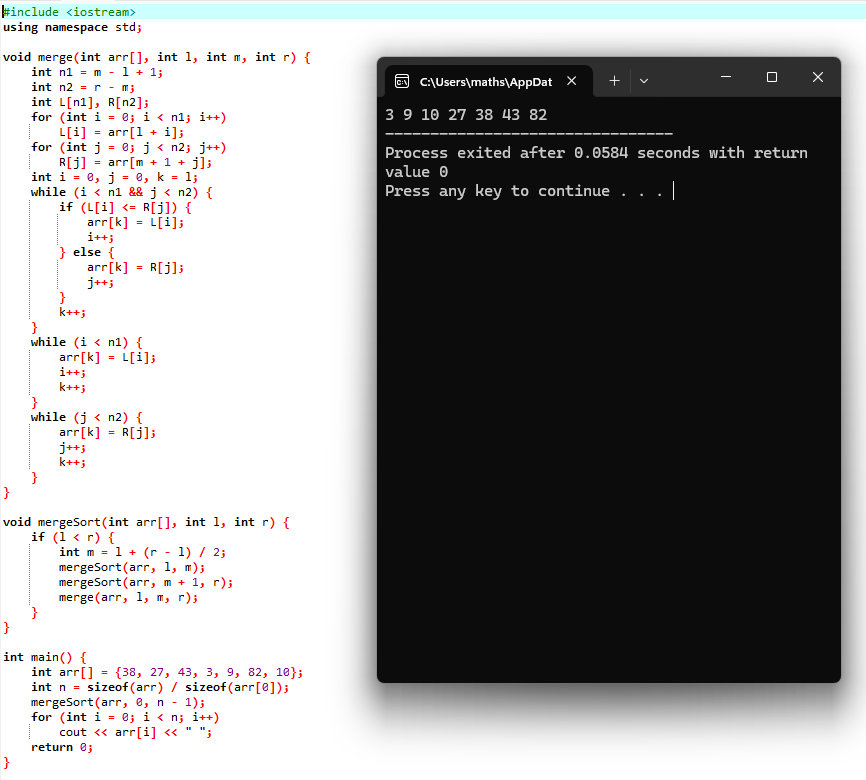 #include <iostream>
using namespace std;
void merge(int arr[], int l, int m, int r) {
    int n1 = m - l + 1;
    int n2 = r - m;
    int L[n1], R[n2];
    for (int i = 0; i < n1; i++)
        L[i] = arr[l + i];
    for (int j = 0; j < n2; j++)
        R[j] = arr[m + 1 + j];
    int i = 0, j = 0, k = l;
    while (i < n1 && j < n2) {
        if (L[i] <= R[j]) {
            arr[k] = L[i];
            i++;
        } else {
            arr[k] = R[j];
            j++;
        }
        k++;
    }
    while (i < n1) {
        arr[k] = L[i];
        i++;
        k++;
    }
    while (j < n2) {
        arr[k] = R[j];
        j++;
        k++;
    }
}
void mergeSort(int arr[], int l, int r) {
    if (l < r) {
        int m = l + (r - l) / 2;
        mergeSort(arr, l, m);
        mergeSort(arr, m + 1, r);
        merge(arr, l, m, r);
    }
}
int main() {
    int arr[] = {38, 27, 43, 3, 9, 82, 10};
    int n = sizeof(arr) / sizeof(arr[0]);
    mergeSort(arr, 0, n - 1);
    for (int i = 0; i < n; i++)
        cout << arr[i] << " ";
    return 0;
}
C:\Users\maths\AppDat
3 9 10 27 38 43 82
--------------------------------
Process exited after 0.0584 seconds with return
value 0
Press any key to continue . . .